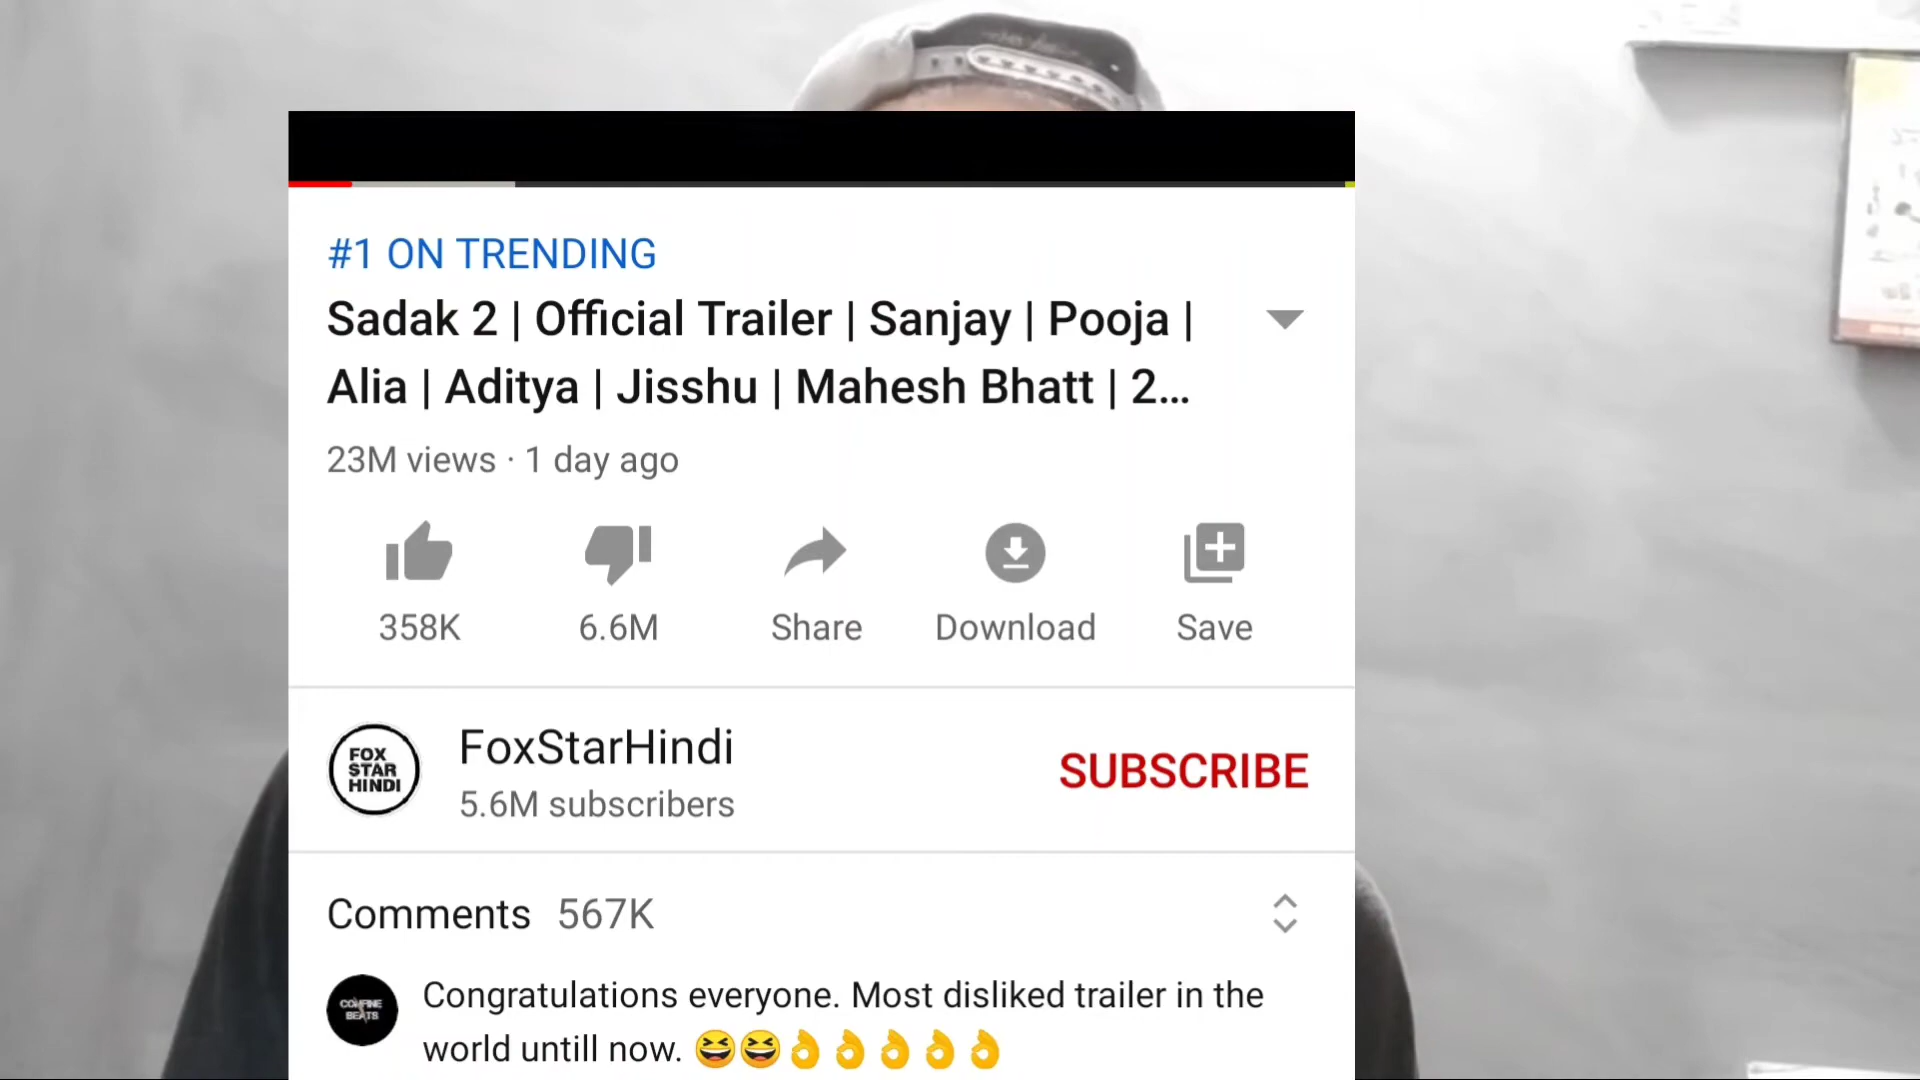 #1 ON TRENDING
Sadak 2 | Official Trailer | Sanjay | Pooja |
Alia | Aditya | Jisshu | Mahesh Bhatt | 2...
23M views · 1 day ago
358K 6.6M Share Download Save
FOX
STAR
HINDI
FoxStarHindi
5.6M subscribers
SUBSCRIBE
Comments 567K
COMFINE
BEATS
Congratulations everyone. Most disliked trailer in the
world untill now. 😆😆👌👌👌👌👌